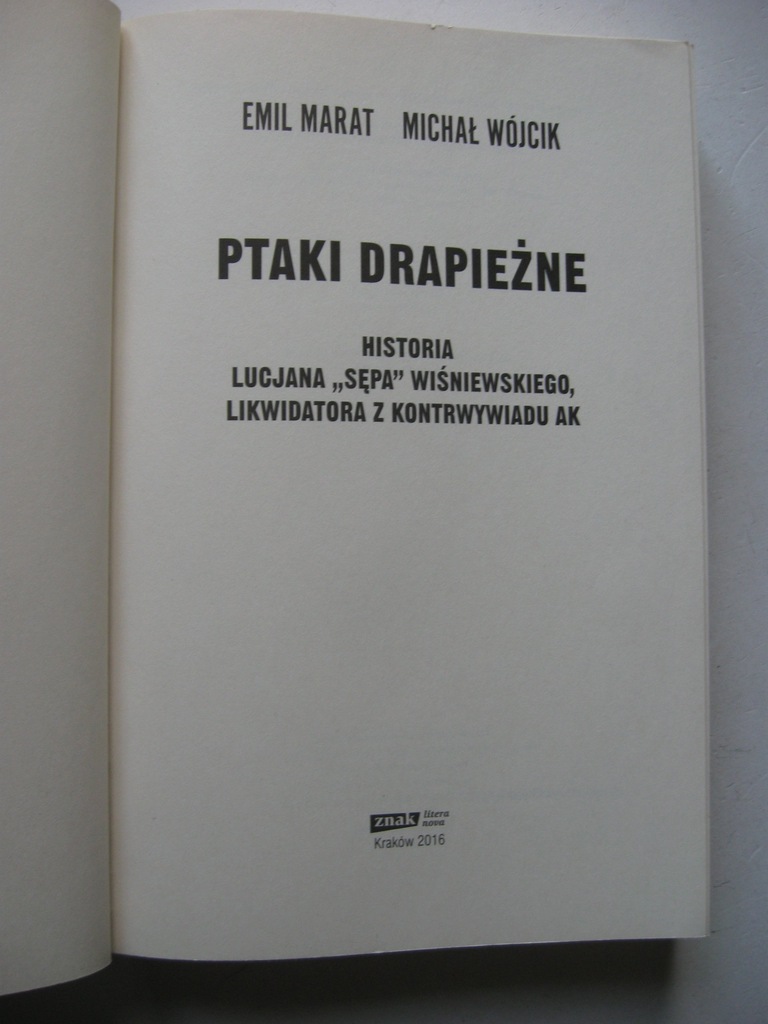 EMIL MARAT MICHAŁ WÓJCIK
PTAKI DRAPIEŻNE
HISTORIA
LUCJANA „SĘPA” WIŚNIEWSKIEGO,
LIKWIDATORA Z KONTRWYWIADU AK
znak litera
nova
Kraków 2016